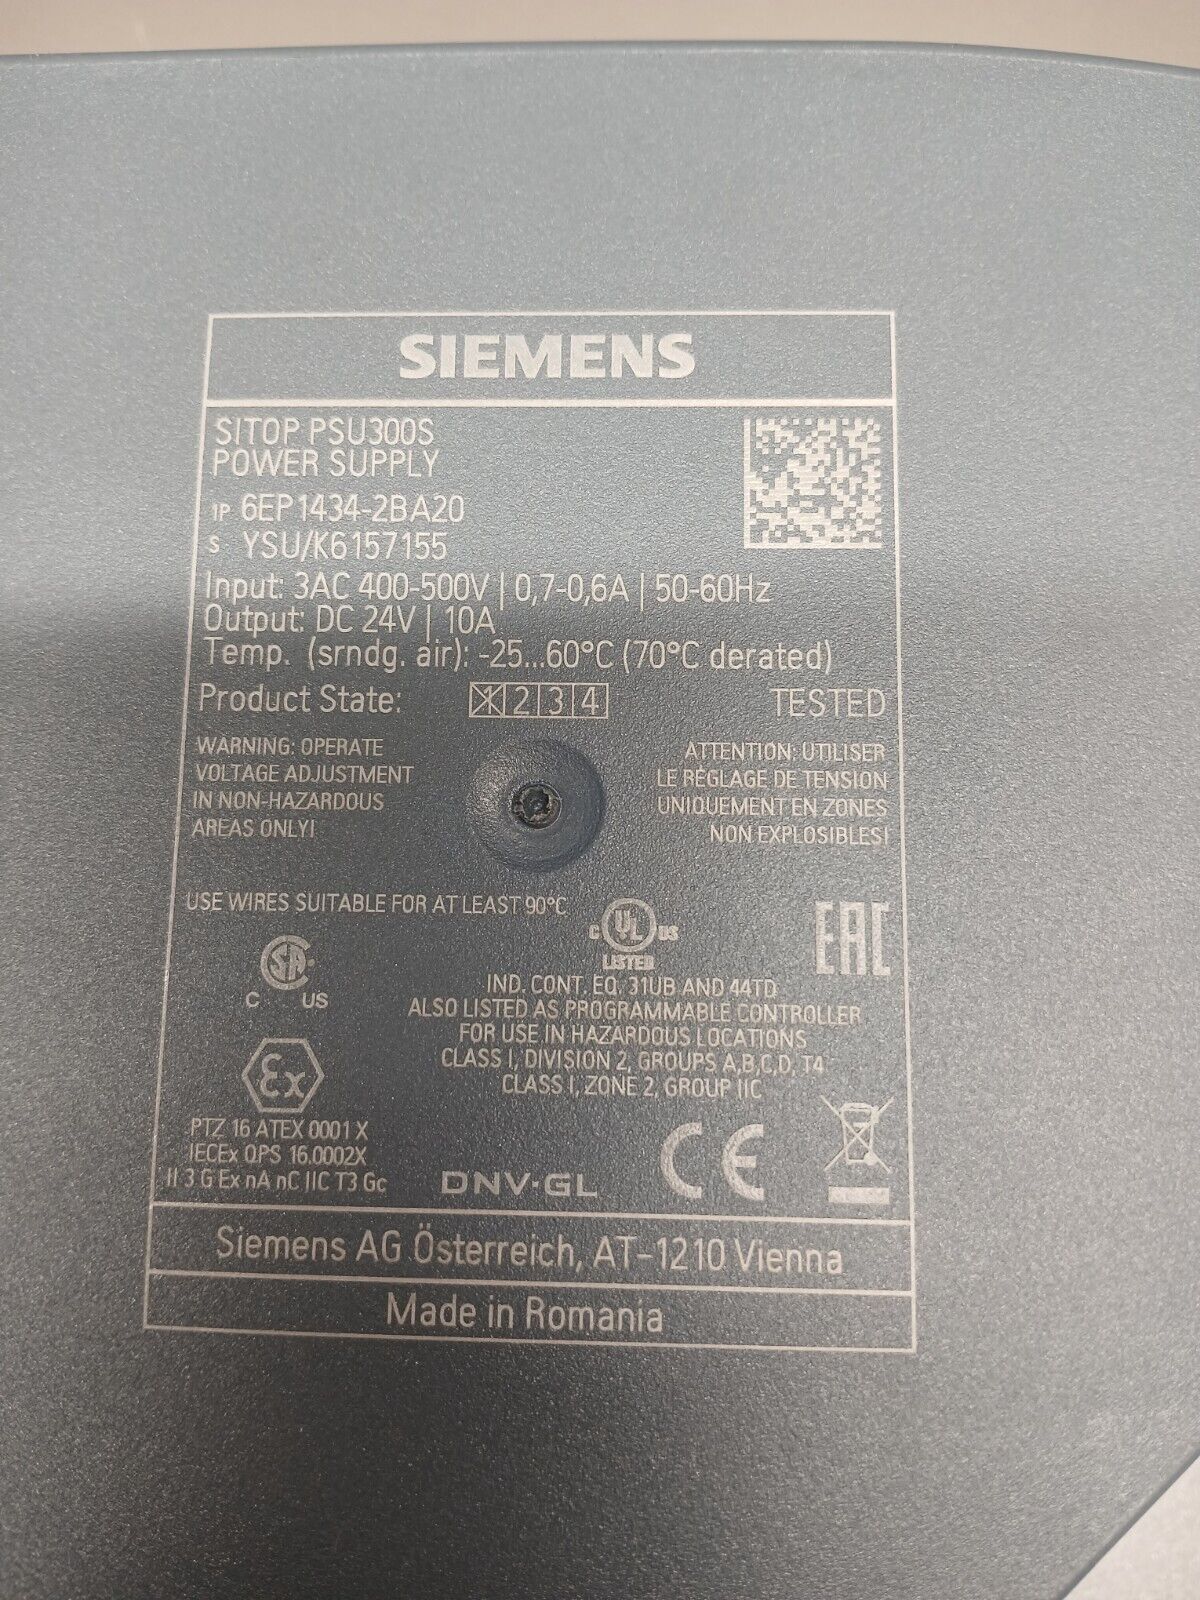 SIEMENS
SITOP PSU300S
POWER SUPPLY
1P 6EP1434-2BA20
S YSU/K6157155
Input: 3AC 400-500V | 0,7-0,6A | 50-60Hz
Output: DC 24V | 10A
Temp. (srndg. air): -25...60°C (70°C derated)
Product State: 1 2 3 4 TESTED
WARNING: OPERATE
VOLTAGE ADJUSTMENT
IN NON-HAZARDOUS
AREAS ONLY!
ATTENTION: UTILISER
LE RÉGLAGE DE TENSION
UNIQUEMENT EN ZONES
NON EXPLOSIBLES!
USE WIRES SUITABLE FOR AT LEAST 90°C
C UL US
LISTED
EAC
SA
C US
IND. CONT. EQ. 31UB AND 44TD
ALSO LISTED AS PROGRAMMABLE CONTROLLER
FOR USE IN HAZARDOUS LOCATIONS
CLASS I, DIVISION 2, GROUPS A,B,C,D, T4
CLASS I, ZONE 2, GROUP IIC
Ex
PTZ 16 ATEX 0001 X
IECEx OPS 16.0002X
II 3 G Ex nA nC IIC T3 Gc
DNV·GL
CE
Siemens AG Österreich, AT-1210 Vienna
Made in Romania